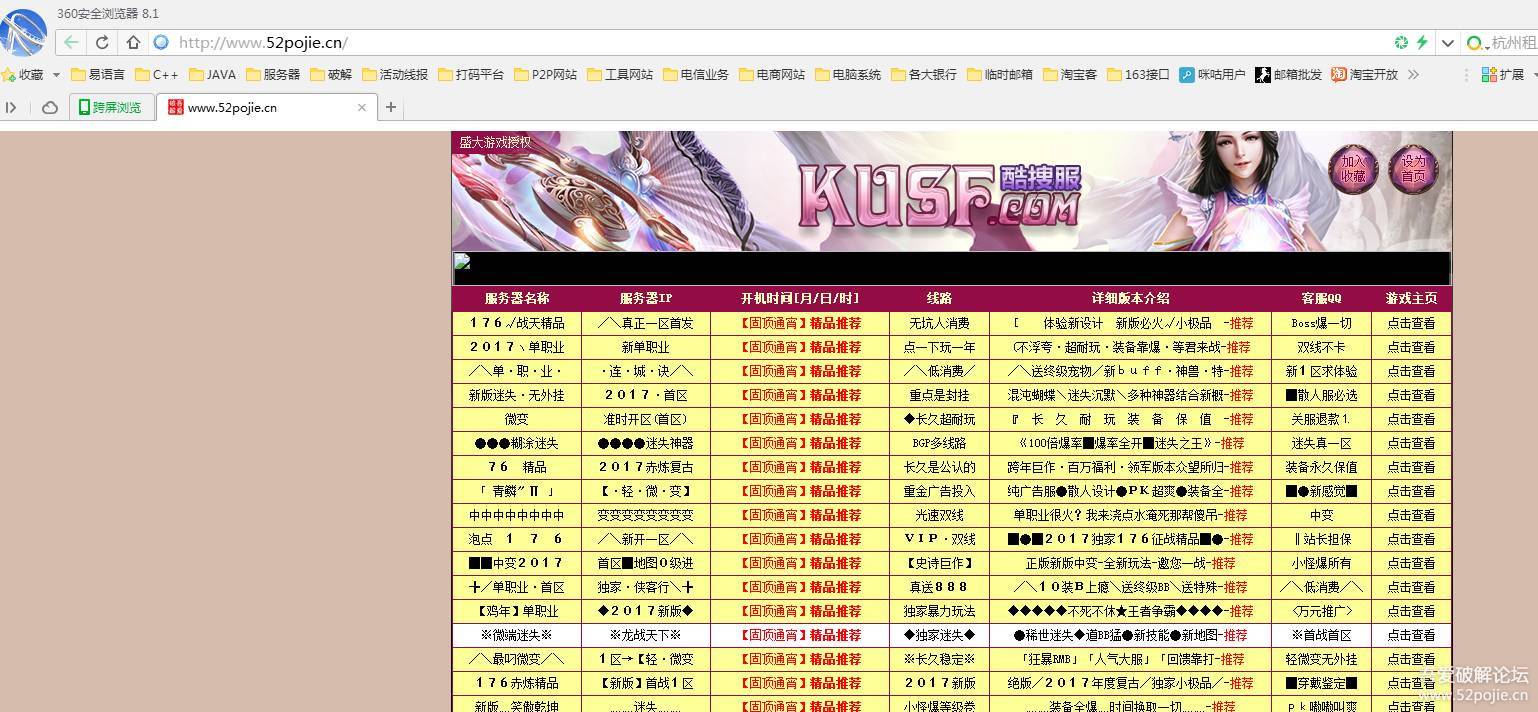 360安全浏览器 8.1
http://www.52pojie.cn/ 杭州租
收藏 易语言 C++ JAVA 服务器 破解 活动线报 打码平台 P2P网站 工具网站 电信业务 电商网站 电脑系统 各大银行 临时邮箱 淘宝客 163接口 咪咕用户 邮箱批发 淘宝开放 扩展
跨屏浏览 www.52pojie.cn
盛大游戏授权
KUSF.COM 酷搜服
加入收藏 设为首页
服务器名称 服务器IP 开机时间[月/日/时] 线路 详细版本介绍 客服QQ 游戏主页
176√战天精品 ／＼真正一区首发 【固顶通宵】精品推荐 无坑人消费 〖 体验新设计 新版必火√小极品 -推荐 Boss爆一切 点击查看
2017丶单职业 新单职业 【固顶通宵】精品推荐 点一下玩一年 (不浮夸·超耐玩·装备靠爆·等君来战-推荐 双线不卡 点击查看
／＼单·职·业· ·连·城·诀／＼ 【固顶通宵】精品推荐 ／＼低消费／ ／＼送终级宠物／新ｂｕｆｆ·神兽·特-推荐 新1区求体验 点击查看
新版迷失·无外挂 2017·首区 【固顶通宵】精品推荐 重点是封挂 混沌蝴蝶＼迷失沉默＼多种神器结合新概-推荐 ■散人服必选 点击查看
微变 准时开区(首区) 【固顶通宵】精品推荐 ◆长久超耐玩 『 长 久 耐 玩 装 备 保 值 -推荐 关服退款⒈ 点击查看
●●●糊涂迷失 ●●●●迷失神器 【固顶通宵】精品推荐 BGP多线路 《100倍爆率■爆率全开■迷失之王》-推荐 迷失真一区 点击查看
76 精品 2017赤炼复古 【固顶通宵】精品推荐 长久是公认的 跨年巨作·百万福利·领军版本众望所归-推荐 装备永久保值 点击查看
「 青鳞″Ⅱ 」 【·轻·微·变】 【固顶通宵】精品推荐 重金广告投入 纯广告服●散人设计●PK超爽●装备全-推荐 ■●新感觉■ 点击查看
中中中中中中中中 变变变变变变变变 【固顶通宵】精品推荐 光速双线 单职业很火？我来浇点水淹死那帮傻吊-推荐 中变 点击查看
泡点 1 7 6 ／＼新开一区／＼ 【固顶通宵】精品推荐 VIP·双线 ■●■2017独家176征战精品■●-推荐 ‖站长担保 点击查看
■■中变2017 首区■地图0级进 【固顶通宵】精品推荐 【史诗巨作】 正版新版中变-全新玩法-邀您一战-推荐 小怪爆所有 点击查看
╋／单职业·首区 独家·侠客行＼╋ 【固顶通宵】精品推荐 真送888 ／＼10装B上瘾＼送终级BB＼送特殊-推荐 ／＼低消费／＼ 点击查看
【鸡年】单职业 ◆2017新版◆ 【固顶通宵】精品推荐 独家暴力玩法 ◆◆◆◆◆不死不休★王者争霸◆◆◆◆-推荐 〈万元推广〉 点击查看
※微端迷失※ ※龙战天下※ 【固顶通宵】精品推荐 ◆独家迷失◆ ●稀世迷失◆道BB猛●新技能●新地图-推荐 ※首战首区 点击查看
／＼最叼微变／＼ 1区→【轻·微变 【固顶通宵】精品推荐 ※长久稳定※ 「狂暴RMB」「人气大服」「回馈靠打-推荐 轻微变无外挂 点击查看
176赤炼精品 【新版】首战1区 【固顶通宵】精品推荐 2017新版 绝版／2017年度复古／独家小极品／-推荐 ■穿戴鉴定■ 点击查看
新版...笑傲乾坤 ........迷失........ 【固顶通宵】精品推荐 小怪爆等级卷 ........装备全爆....时间换取一切.......-推荐 Ｐｋ嗷嗷叫爽 点击查看
吾爱破解论坛
www.52pojie.cn